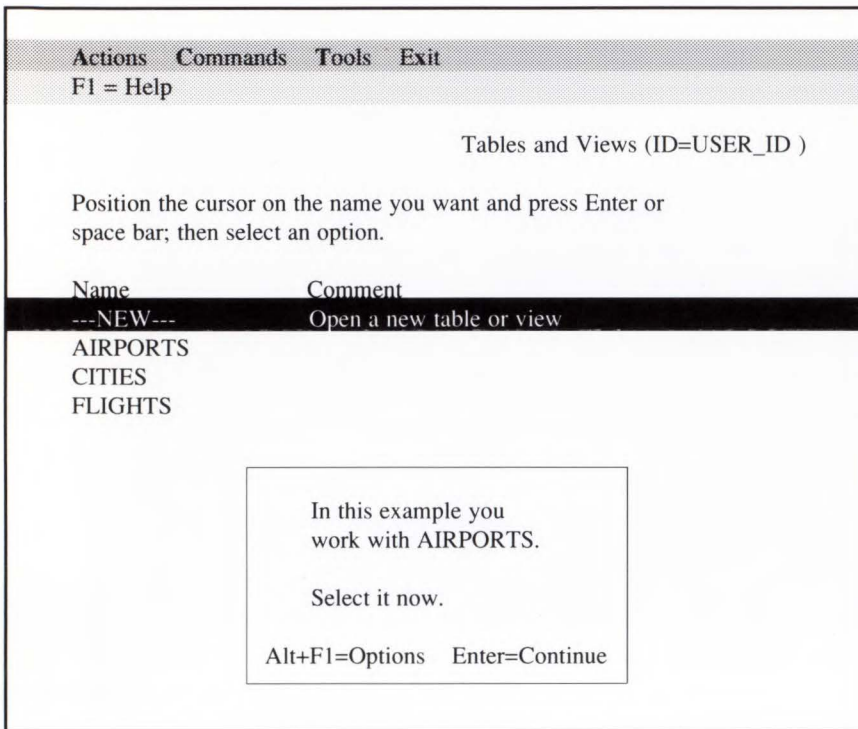 Actions Commands Tools Exit
F1 = Help
Tables and Views (ID=USER_ID )
Position the cursor on the name you want and press Enter or
space bar; then select an option.
Name Comment
---NEW--- Open a new table or view
AIRPORTS
CITIES
FLIGHTS
In this example you
work with AIRPORTS.
Select it now.
Alt+F1=Options Enter=Continue